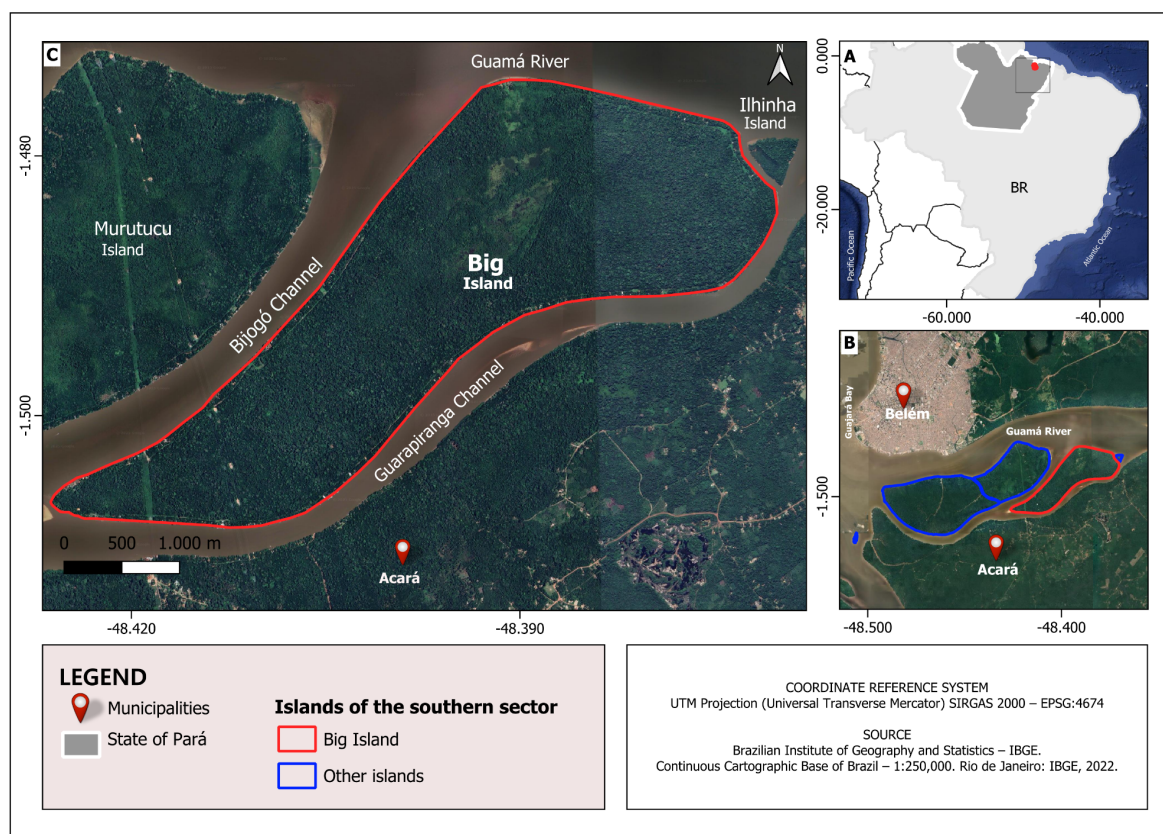 C
Guamá River
N
Ilhinha
Island
-1.480
Murutucu
Island
Big
Island
Bijogó Channel
Guarapiranga Channel
-1.500
0 500 1.000 m
Acará
-48.420
-48.390
A
0.000
BR
-20.000
Pacific Ocean
Atlantic Ocean
-60.000
-40.000
B
Guajará Bay
Belém
Guamá River
-1.500
Acará
-48.500
-48.400
LEGEND
Municipalities
State of Pará
Islands of the southern sector
Big Island
Other islands
COORDINATE REFERENCE SYSTEM
UTM Projection (Universal Transverse Mercator) SIRGAS 2000 – EPSG:4674
SOURCE
Brazilian Institute of Geography and Statistics – IBGE.
Continuous Cartographic Base of Brazil – 1:250,000. Rio de Janeiro: IBGE, 2022.